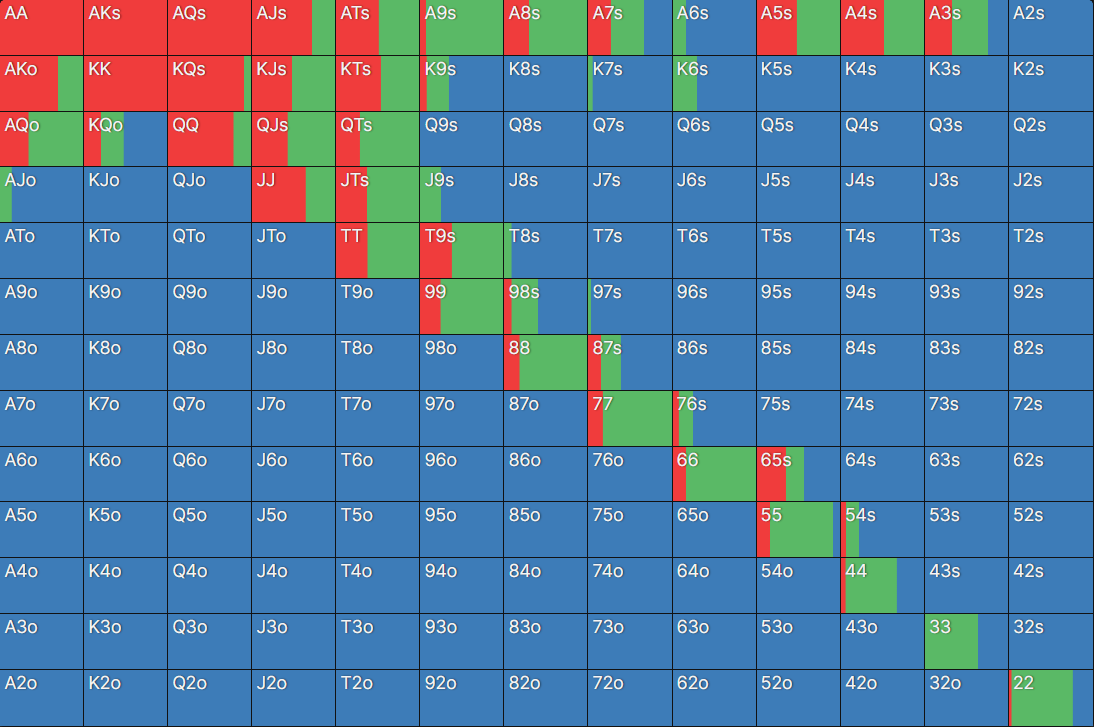 AA AKs AQs AJs ATs A9s A8s A7s A6s A5s A4s A3s A2s
AKo KK KQs KJs KTs K9s K8s K7s K6s K5s K4s K3s K2s
AQo KQo QQ QJs QTs Q9s Q8s Q7s Q6s Q5s Q4s Q3s Q2s
AJo KJo QJo JJ JTs J9s J8s J7s J6s J5s J4s J3s J2s
ATo KTo QTo JTo TT T9s T8s T7s T6s T5s T4s T3s T2s
A9o K9o Q9o J9o T9o 99 98s 97s 96s 95s 94s 93s 92s
A8o K8o Q8o J8o T8o 98o 88 87s 86s 85s 84s 83s 82s
A7o K7o Q7o J7o T7o 97o 87o 77 76s 75s 74s 73s 72s
A6o K6o Q6o J6o T6o 96o 86o 76o 66 65s 64s 63s 62s
A5o K5o Q5o J5o T5o 95o 85o 75o 65o 55 54s 53s 52s
A4o K4o Q4o J4o T4o 94o 84o 74o 64o 54o 44 43s 42s
A3o K3o Q3o J3o T3o 93o 83o 73o 63o 53o 43o 33 32s
A2o K2o Q2o J2o T2o 92o 82o 72o 62o 52o 42o 32o 22